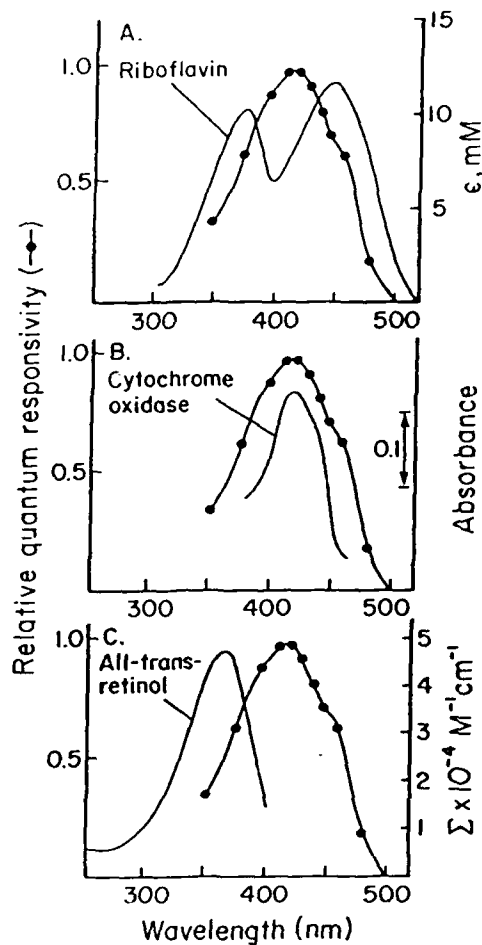 Relative quantum responsivity (—●—)
A.
Riboflavin
1.0
0.5
15
10
5
ϵ, mM
300 400 500
B.
Cytochrome
oxidase
1.0
0.5
0.1
Absorbance
300 400 500
C.
All-trans-
retinol
1.0
0.5
5
4
3
2
1
Σ x10⁻⁴ M⁻¹cm⁻¹
300 400 500
Wavelength (nm)